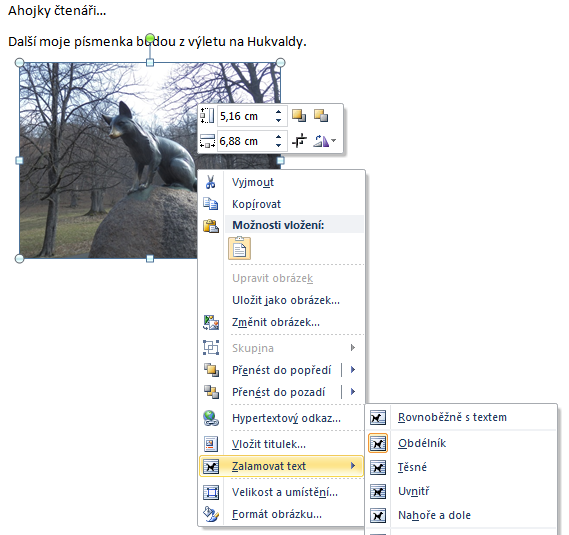 Ahojky čtenáři...
Další moje písmenka budou z výletu na Hukvaldy.
5,16 cm
6,88 cm
Vyjmout
Kopírovat
Možnosti vložení:
Upravit obrázek
Uložit jako obrázek...
Změnit obrázek...
Skupina
Přenést do popředí
Přenést do pozadí
Hypertextový odkaz...
Vložit titulek...
Zalamovat text
Velikost a umístění...
Formát obrázku...
Rovnoběžně s textem
Obdélník
Těsné
Uvnitř
Nahoře a dole